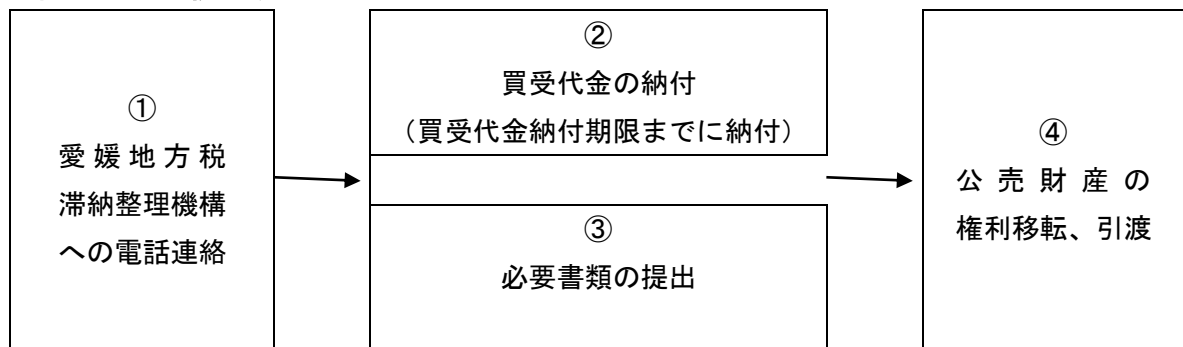 ①
愛媛地方税
滞納整理機構
への電話連絡
②
買受代金の納付
（買受代金納付期限までに納付）
③
必要書類の提出
④
公売財産の
権利移転、引渡